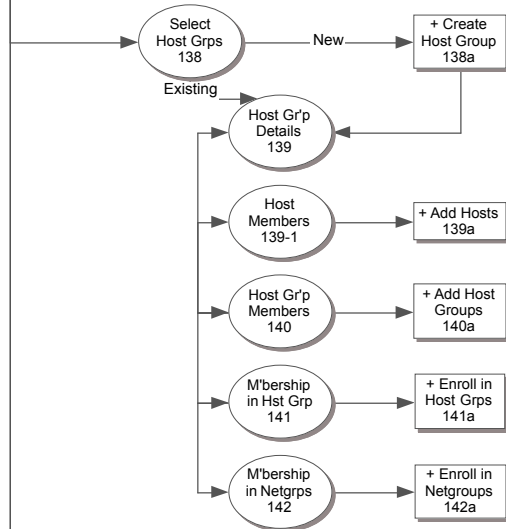 Select
Host Grps
138
New
+ Create
Host Group
138a
Existing
Host Gr'p
Details
139
Host
Members
139-1
+ Add Hosts
139a
Host Gr'p
Members
140
+ Add Host
Groups
140a
M'bership
in Hst Grp
141
+ Enroll in
Host Grps
141a
M'bership
in Netgrps
142
+ Enroll in
Netgroups
142a